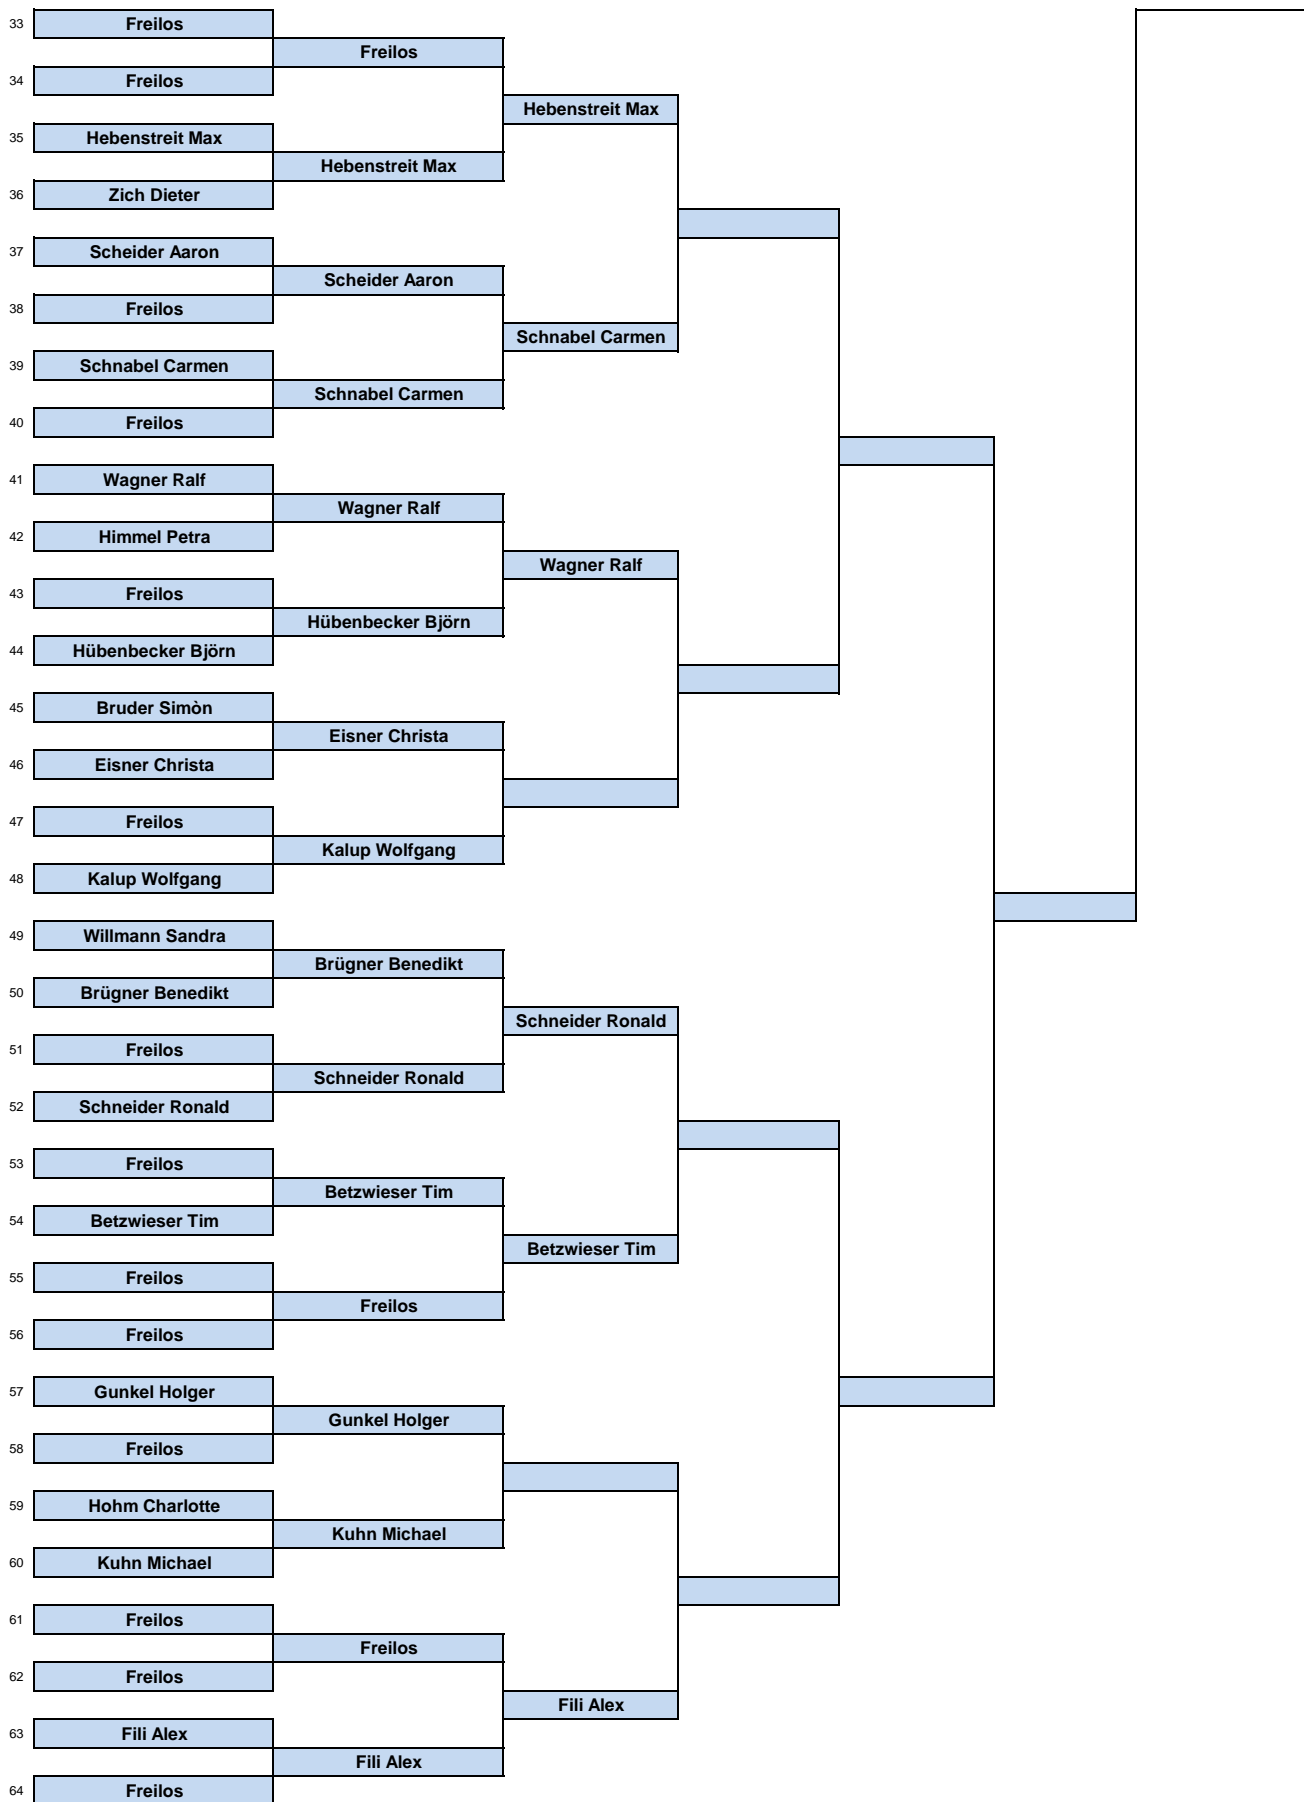 33 Freilos
Freilos
34 Freilos
Hebenstreit Max
35 Hebenstreit Max
Hebenstreit Max
36 Zich Dieter
37 Scheider Aaron
Scheider Aaron
38 Freilos
Schnabel Carmen
39 Schnabel Carmen
Schnabel Carmen
40 Freilos
41 Wagner Ralf
Wagner Ralf
42 Himmel Petra
Wagner Ralf
43 Freilos
Hübenbecker Björn
44 Hübenbecker Björn
45 Bruder Simòn
Eisner Christa
46 Eisner Christa
47 Freilos
Kalup Wolfgang
48 Kalup Wolfgang
49 Willmann Sandra
Brügner Benedikt
50 Brügner Benedikt
Schneider Ronald
51 Freilos
Schneider Ronald
52 Schneider Ronald
53 Freilos
Betzwieser Tim
54 Betzwieser Tim
Betzwieser Tim
55 Freilos
Freilos
56 Freilos
57 Gunkel Holger
Gunkel Holger
58 Freilos
59 Hohm Charlotte
Kuhn Michael
60 Kuhn Michael
61 Freilos
Freilos
62 Freilos
Fili Alex
63 Fili Alex
Fili Alex
64 Freilos